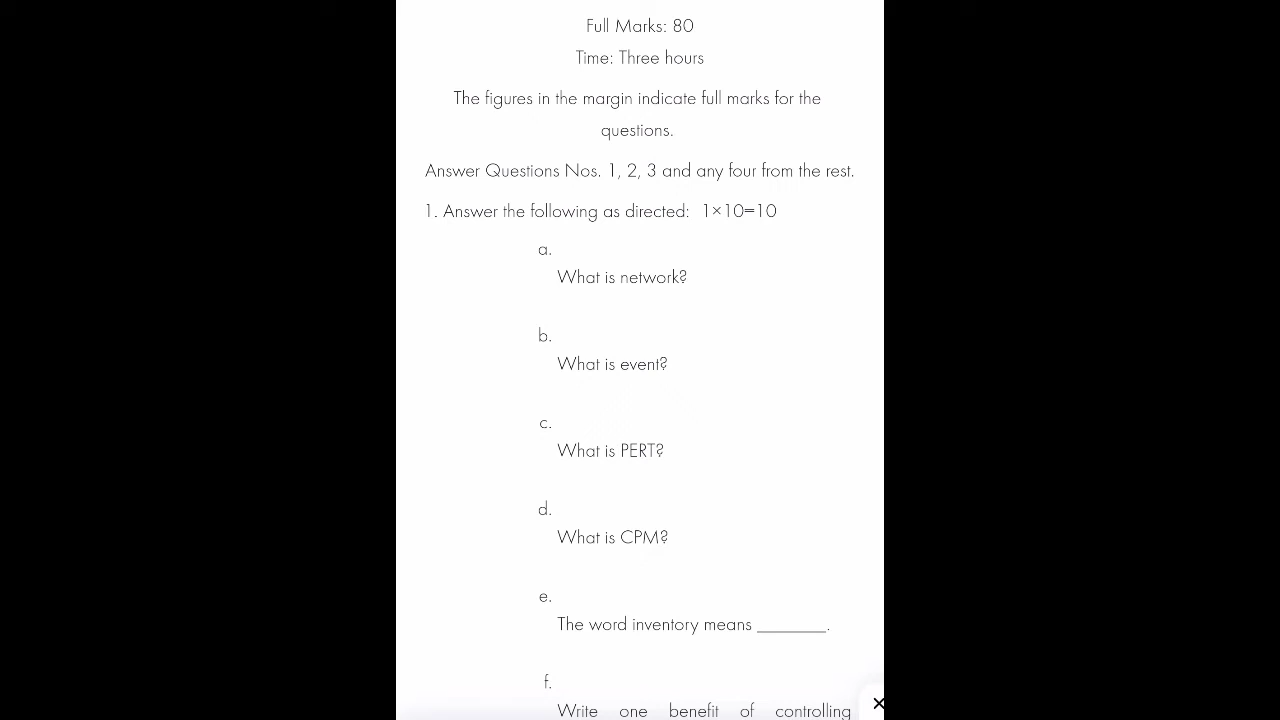 Full Marks: 80
Time: Three hours
The figures in the margin indicate full marks for the
questions.
Answer Questions Nos. 1, 2, 3 and any four from the rest.
1. Answer the following as directed: 1×10=10
a.
What is network?
b.
What is event?
c.
What is PERT?
d.
What is CPM?
e.
The word inventory means ________.
f.
Write one benefit of controlling